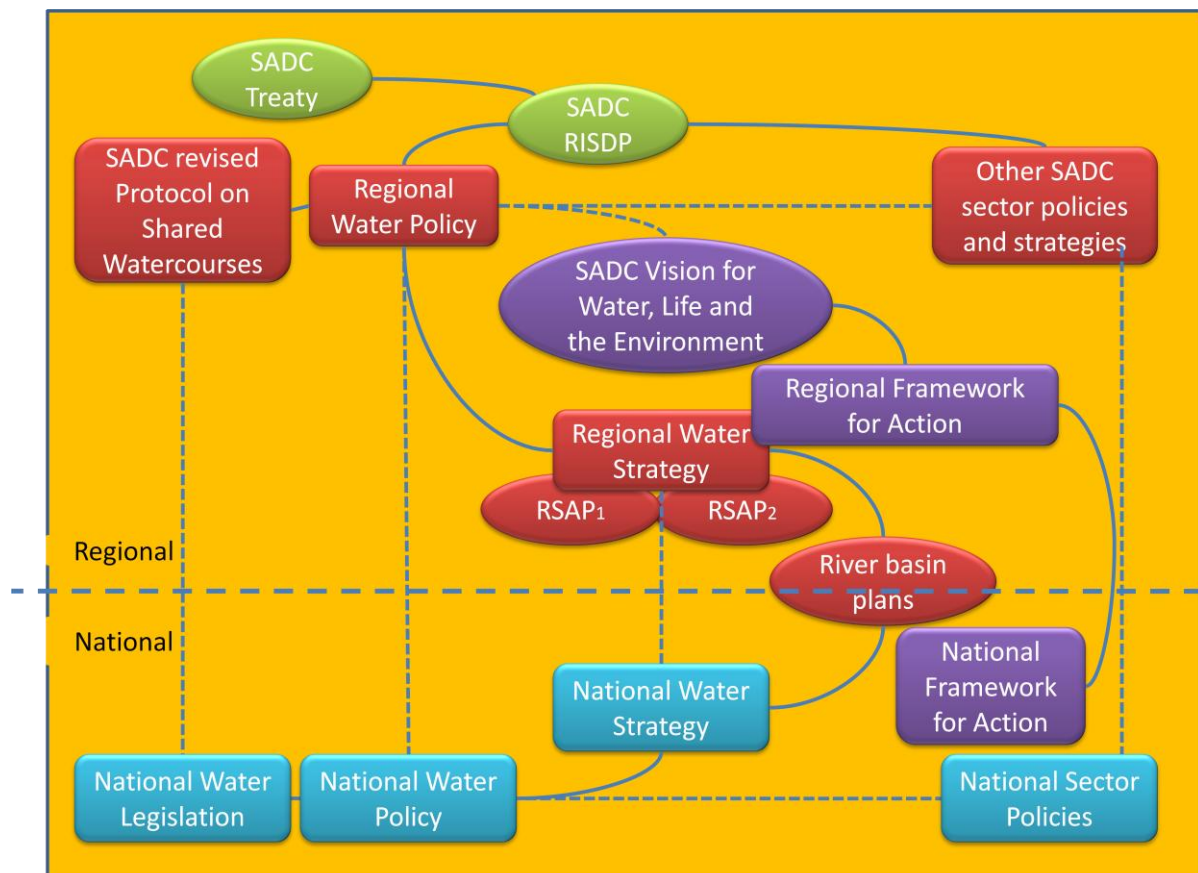 SADC
Treaty
SADC
RISDP
SADC revised
Protocol on
Shared
Watercourses
Regional
Water Policy
Other SADC
sector policies
and strategies
SADC Vision for
Water, Life and
the Environment
Regional Framework
for Action
Regional Water
Strategy
RSAP1
RSAP2
Regional
River basin
plans
National
National
Framework
for Action
National Water
Strategy
National Water
Legislation
National Water
Policy
National Sector
Policies